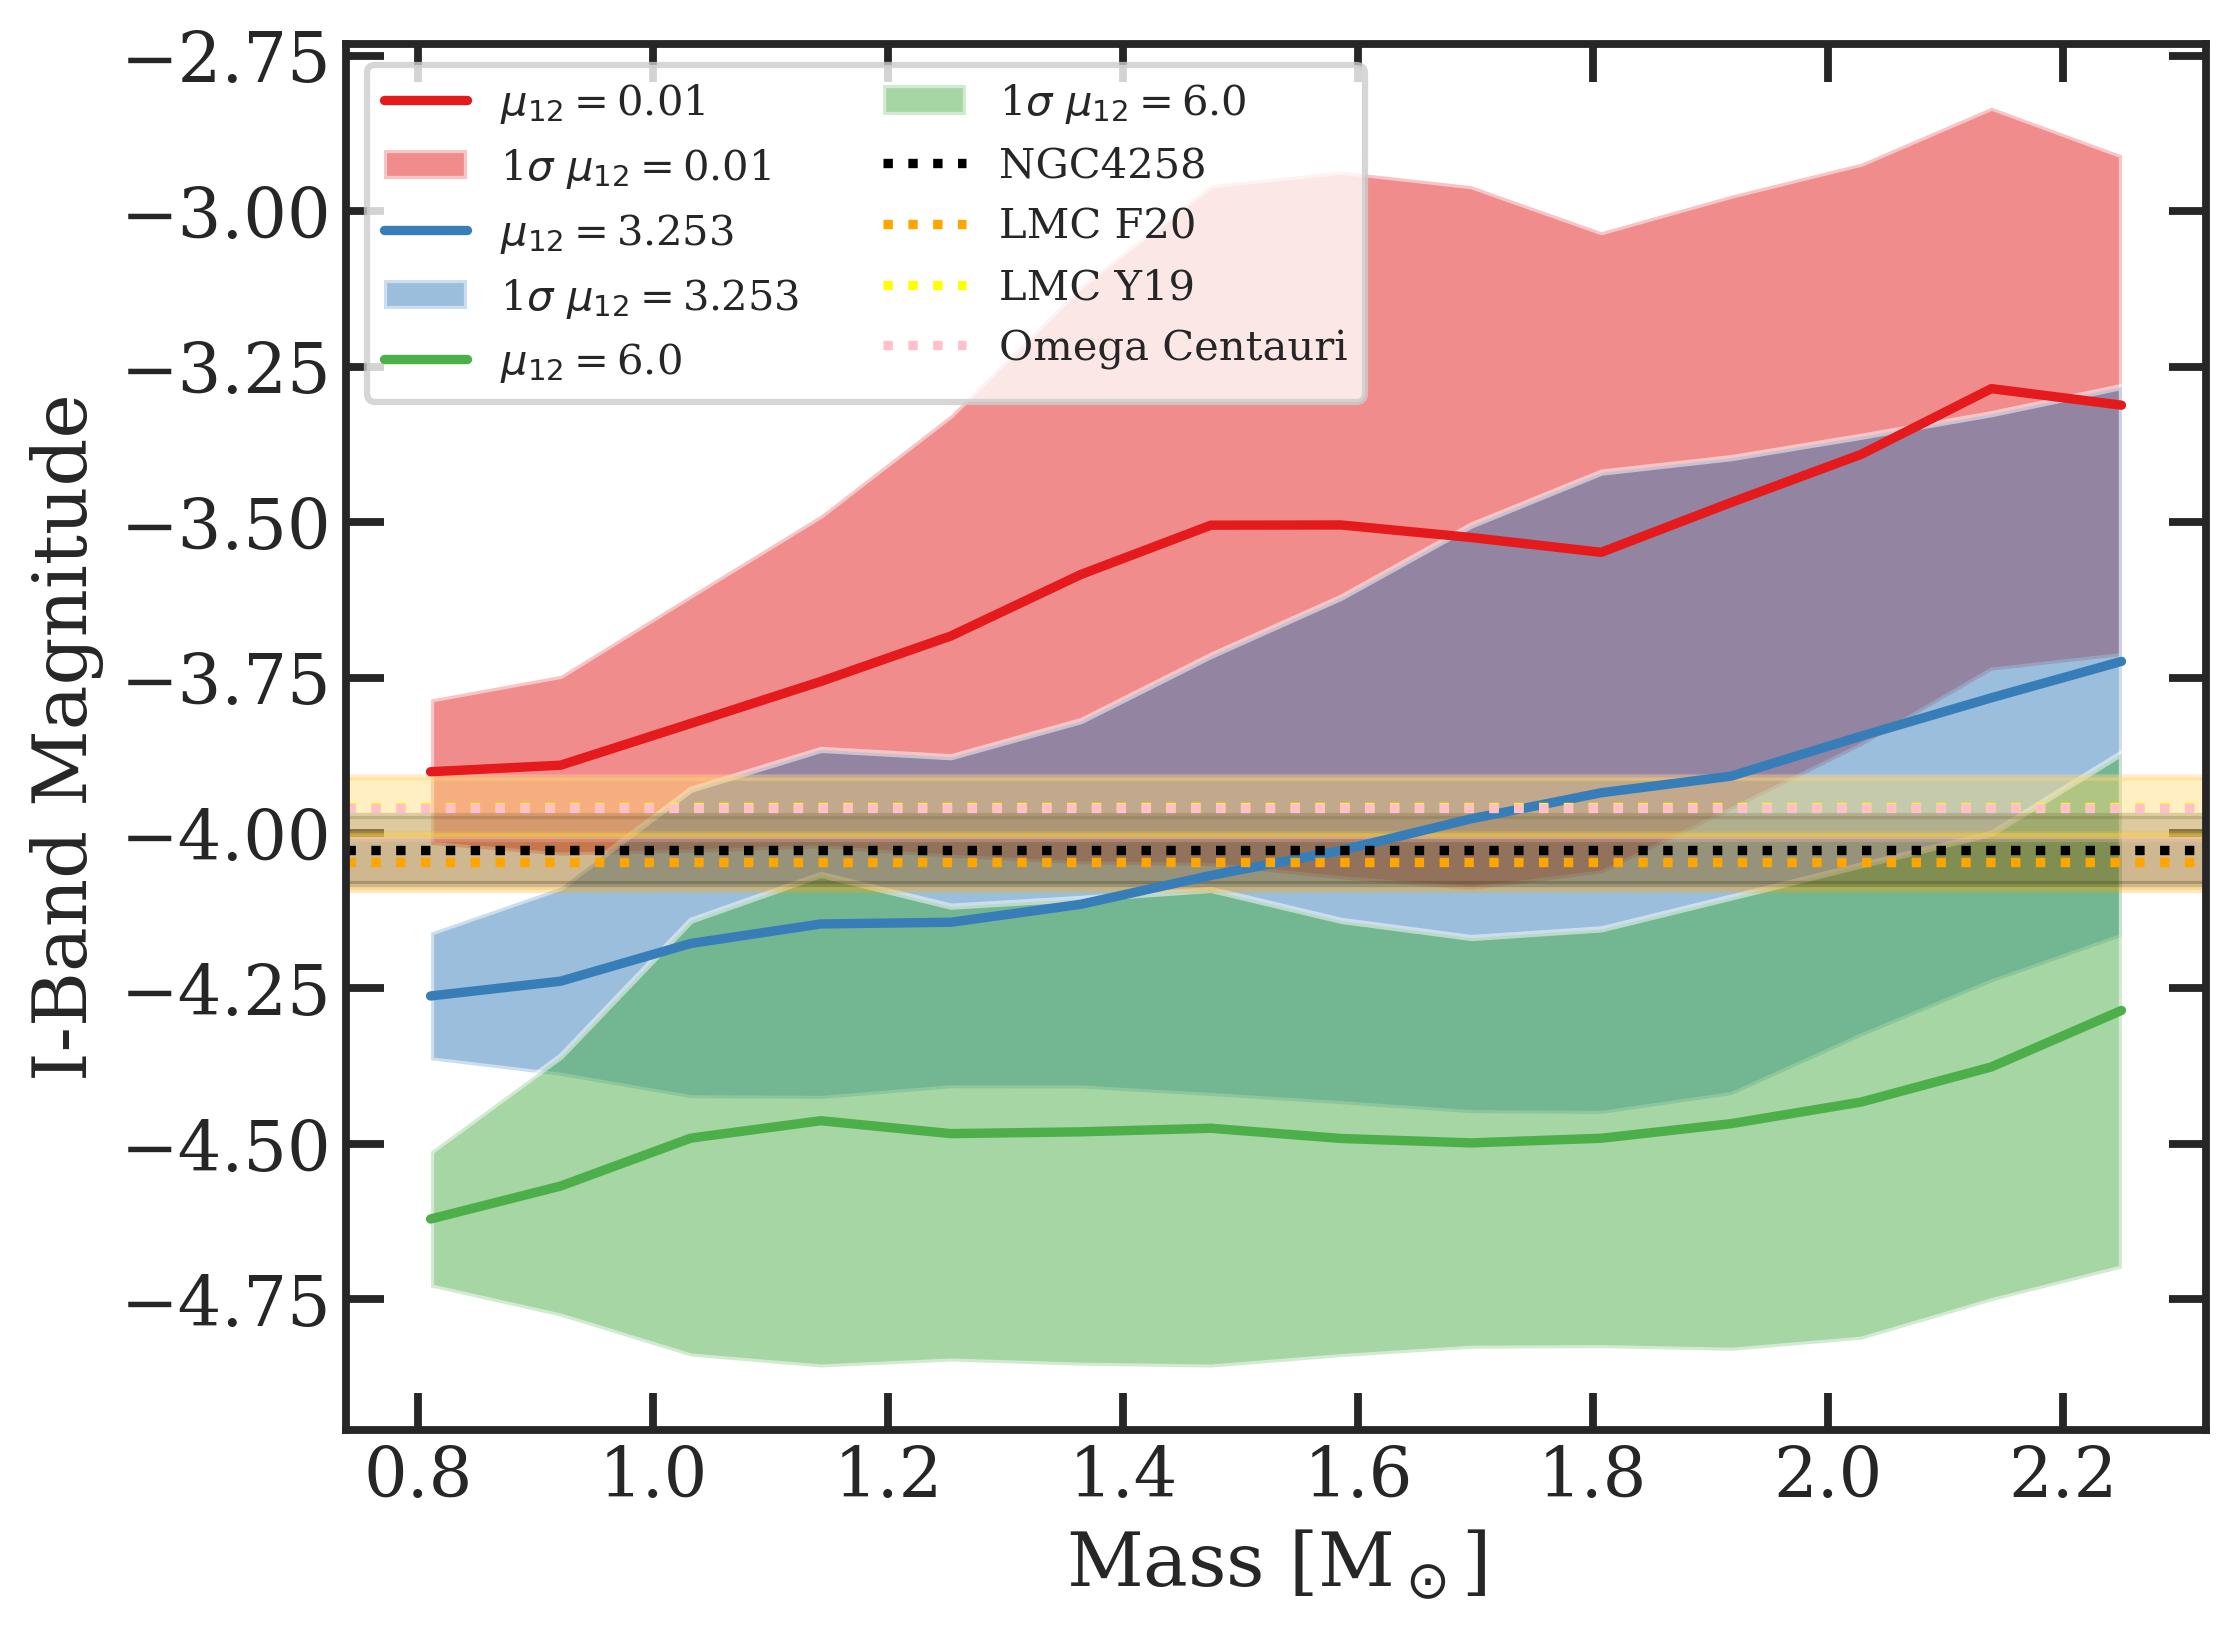 −2.75
−3.00
−3.25
−3.50
−3.75
−4.00
−4.25
−4.50
−4.75
I-Band Magnitude
μ₁₂ = 0.01
1σ μ₁₂ = 0.01
μ₁₂ = 3.253
1σ μ₁₂ = 3.253
μ₁₂ = 6.0
1σ μ₁₂ = 6.0
NGC4258
LMC F20
LMC Y19
Omega Centauri
0.8 1.0 1.2 1.4 1.6 1.8 2.0 2.2
Mass [M⊙]